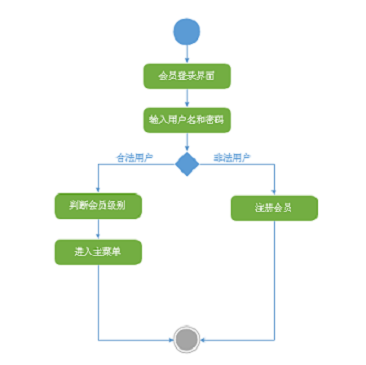 会员登录界面
输入用户名和密码
合法用户 非法用户
判断会员级别
注册会员
进入主菜单